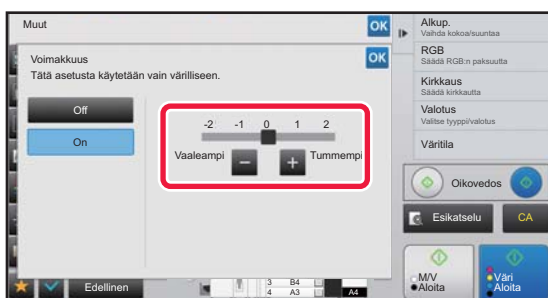 Muut
OK
Voimakkuus
OK
Tätä asetusta käytetään vain värilliseen.
Off
On
-2 -1 0 1 2
Vaaleampi
Tummempi
Edellinen
3 B4
4 A3
A4
Alkup.
Vaihda kokoa/suuntaa
RGB
Säädä RGB:n paksuutta
Kirkkaus
Säädä kirkkautta
Valotus
Valitse tyyppi/valotus
Väritila
Oikovedos
Esikatselu
CA
M/V
Aloita
Väri
Aloita